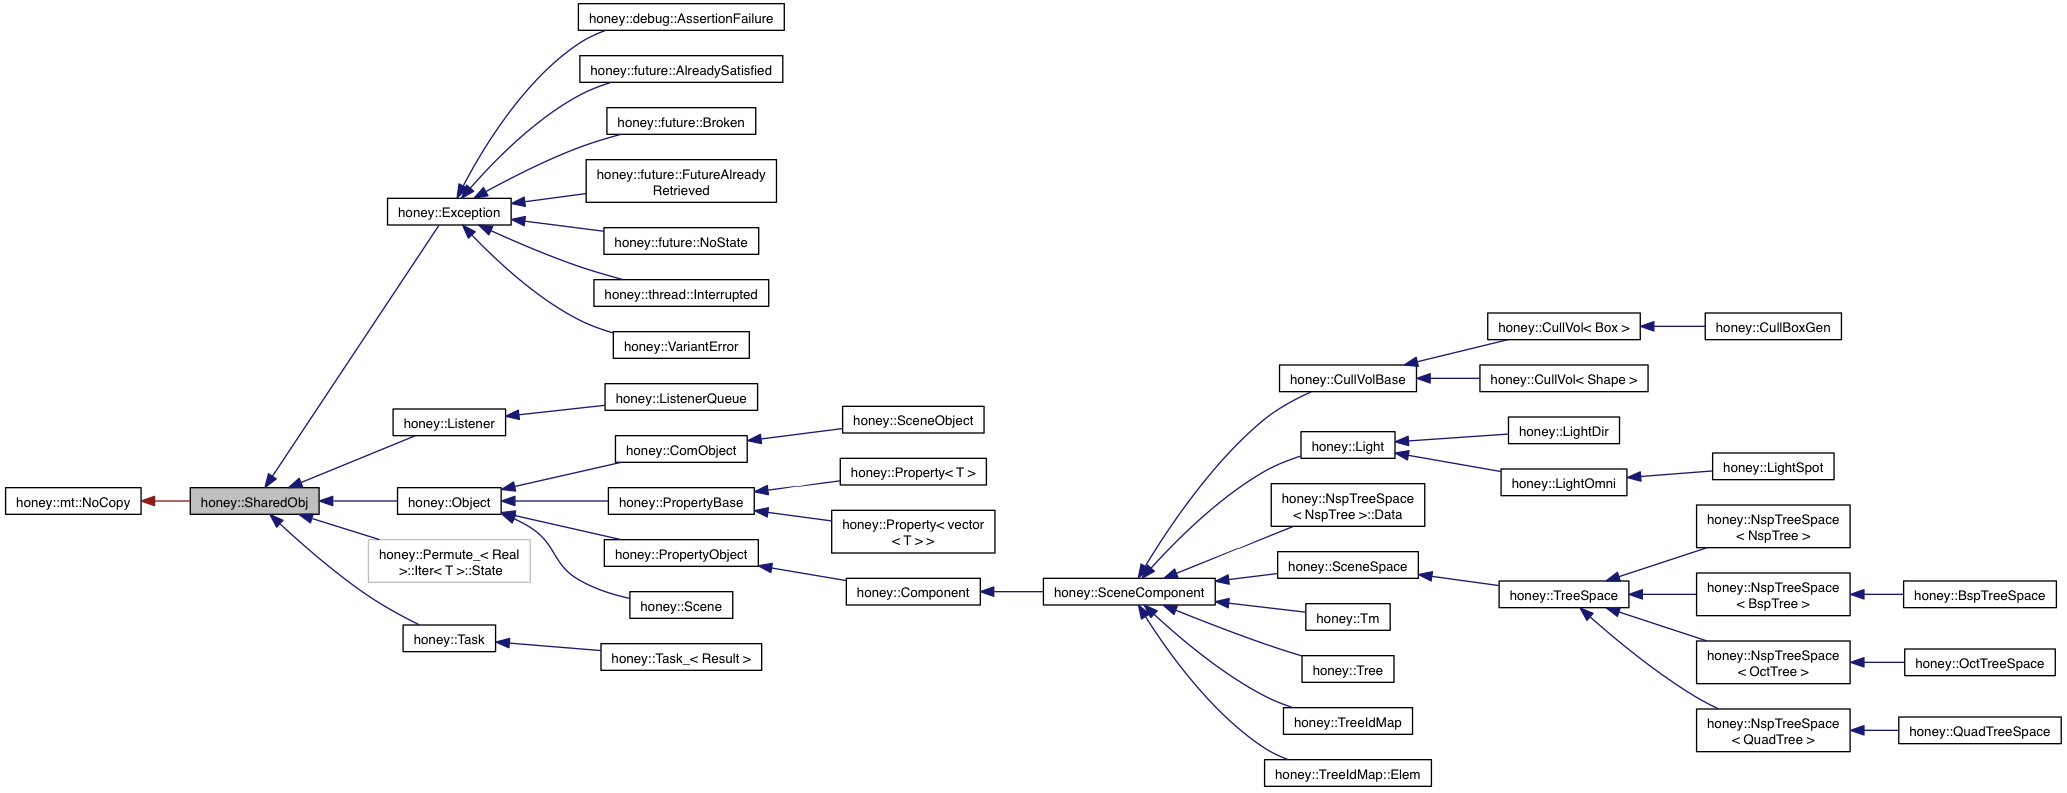 honey::debug::AssertionFailure
honey::future::AlreadySatisfied
honey::future::Broken
honey::future::FutureAlready
Retrieved
honey::Exception
honey::future::NoState
honey::thread::Interrupted
honey::VariantError
honey::ListenerQueue
honey::Listener
honey::mt::NoCopy
honey::SharedObj
honey::Object
honey::Permute_< Real
>::Iter< T >::State
honey::Task
honey::ComObject
honey::PropertyBase
honey::PropertyObject
honey::Scene
honey::Task_< Result >
honey::SceneObject
honey::Property< T >
honey::Property< vector
< T > >
honey::Component
honey::SceneComponent
honey::CullVolBase
honey::Light
honey::NspTreeSpace
< NspTree >::Data
honey::SceneSpace
honey::Tm
honey::Tree
honey::TreeIdMap
honey::TreeIdMap::Elem
honey::CullVol< Box >
honey::CullVol< Shape >
honey::LightDir
honey::LightOmni
honey::TreeSpace
honey::CullBoxGen
honey::LightSpot
honey::NspTreeSpace
< NspTree >
honey::NspTreeSpace
< BspTree >
honey::NspTreeSpace
< OctTree >
honey::NspTreeSpace
< QuadTree >
honey::BspTreeSpace
honey::OctTreeSpace
honey::QuadTreeSpace